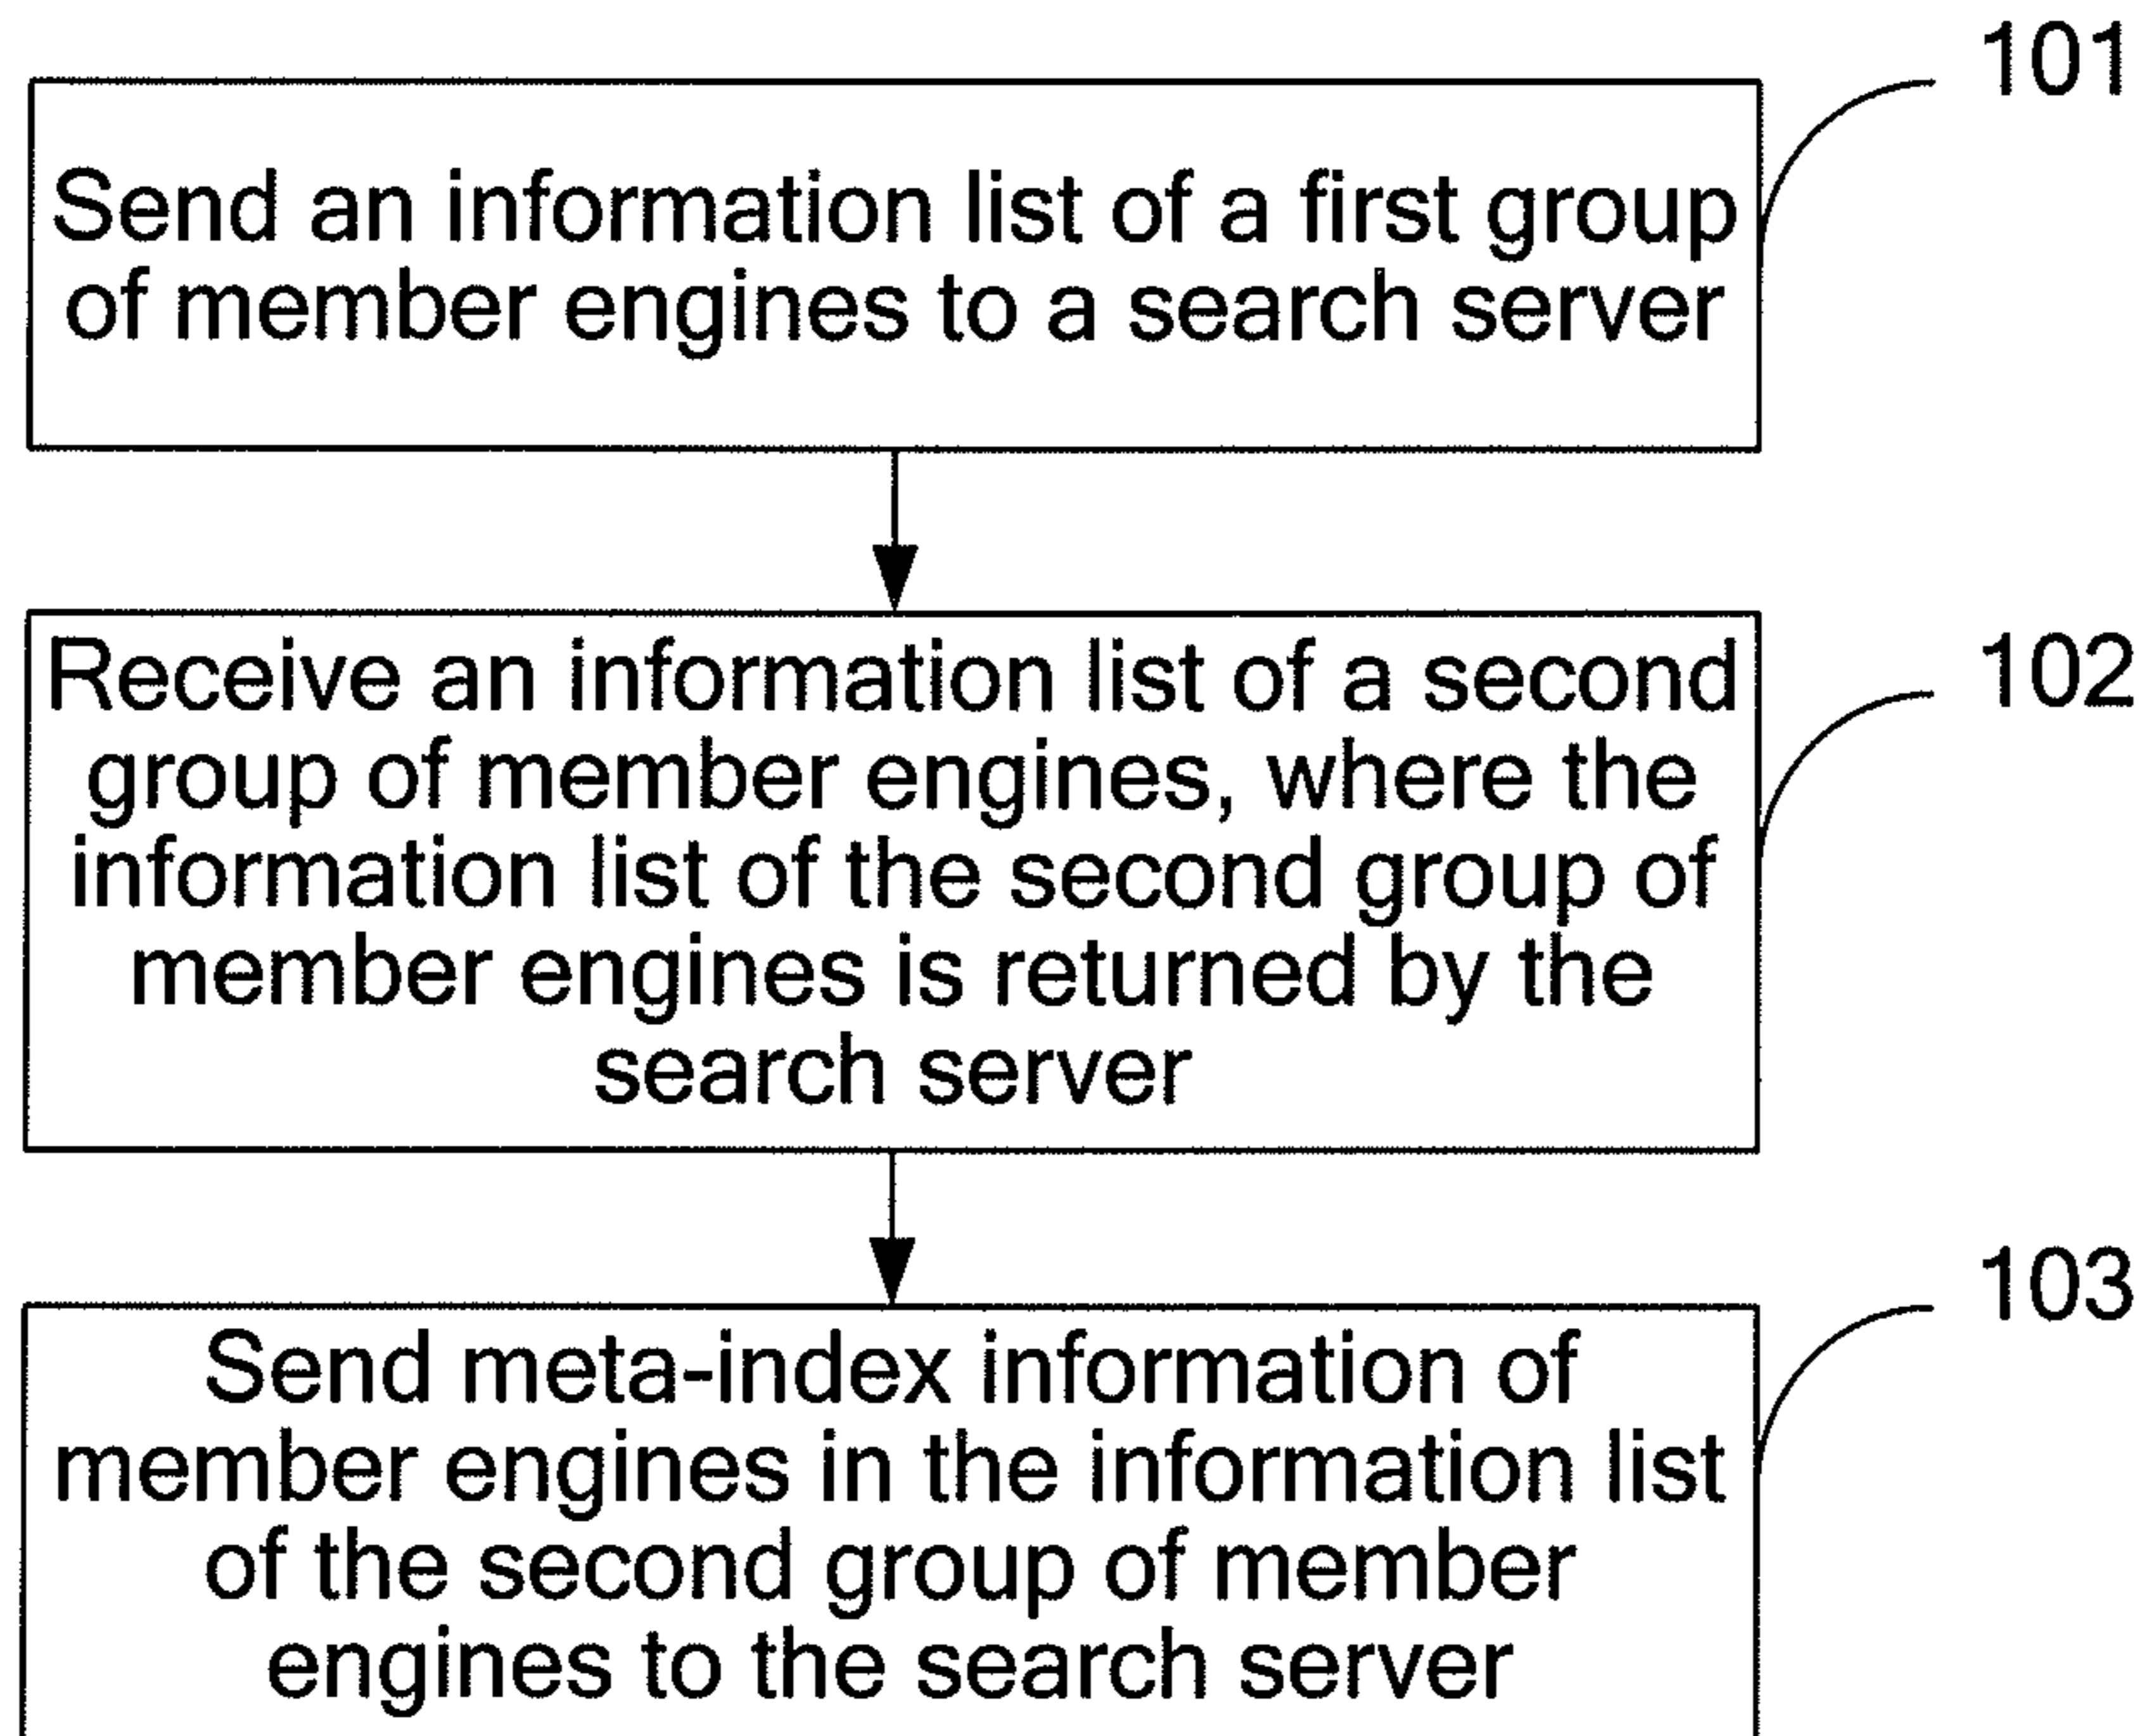 101
Send an information list of a first group
of member engines to a search server
102
Receive an information list of a second
group of member engines, where the
information list of the second group of
member engines is returned by the
search server
103
Send meta-index information of
member engines in the information list
of the second group of member
engines to the search server